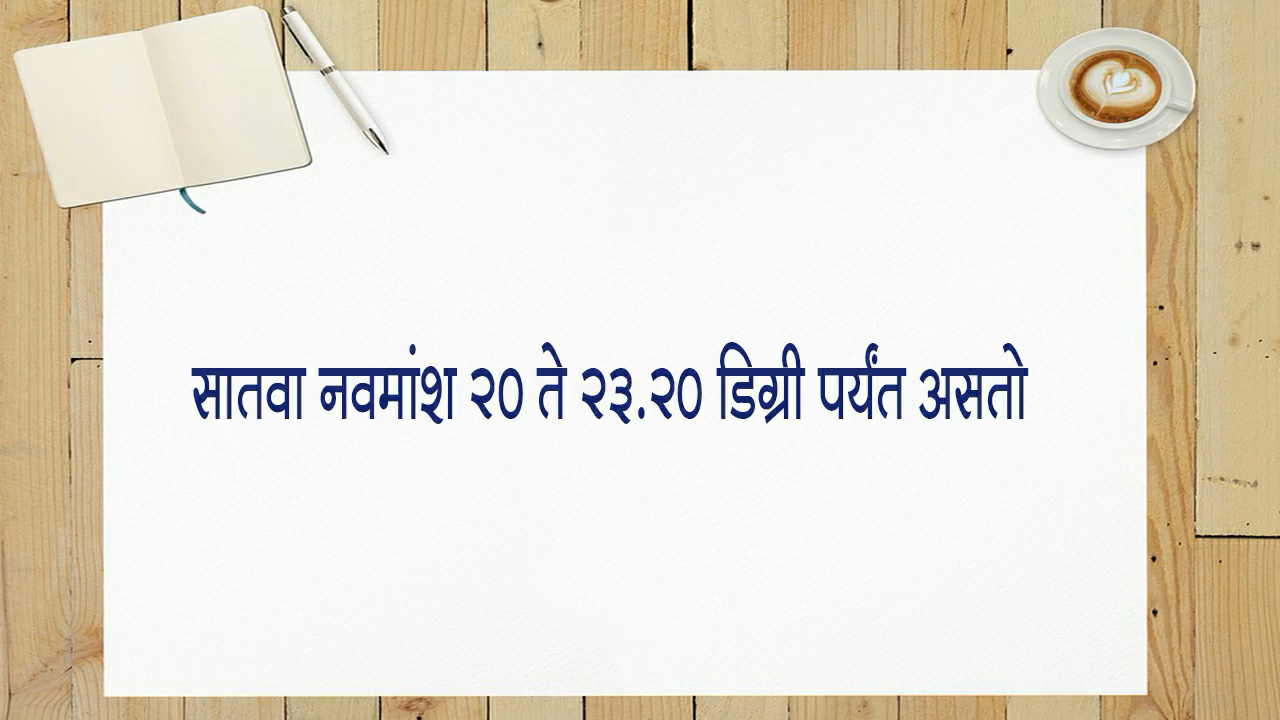 सातवा नवमांश २० ते २३.२० डिग्री पर्यंत असतो